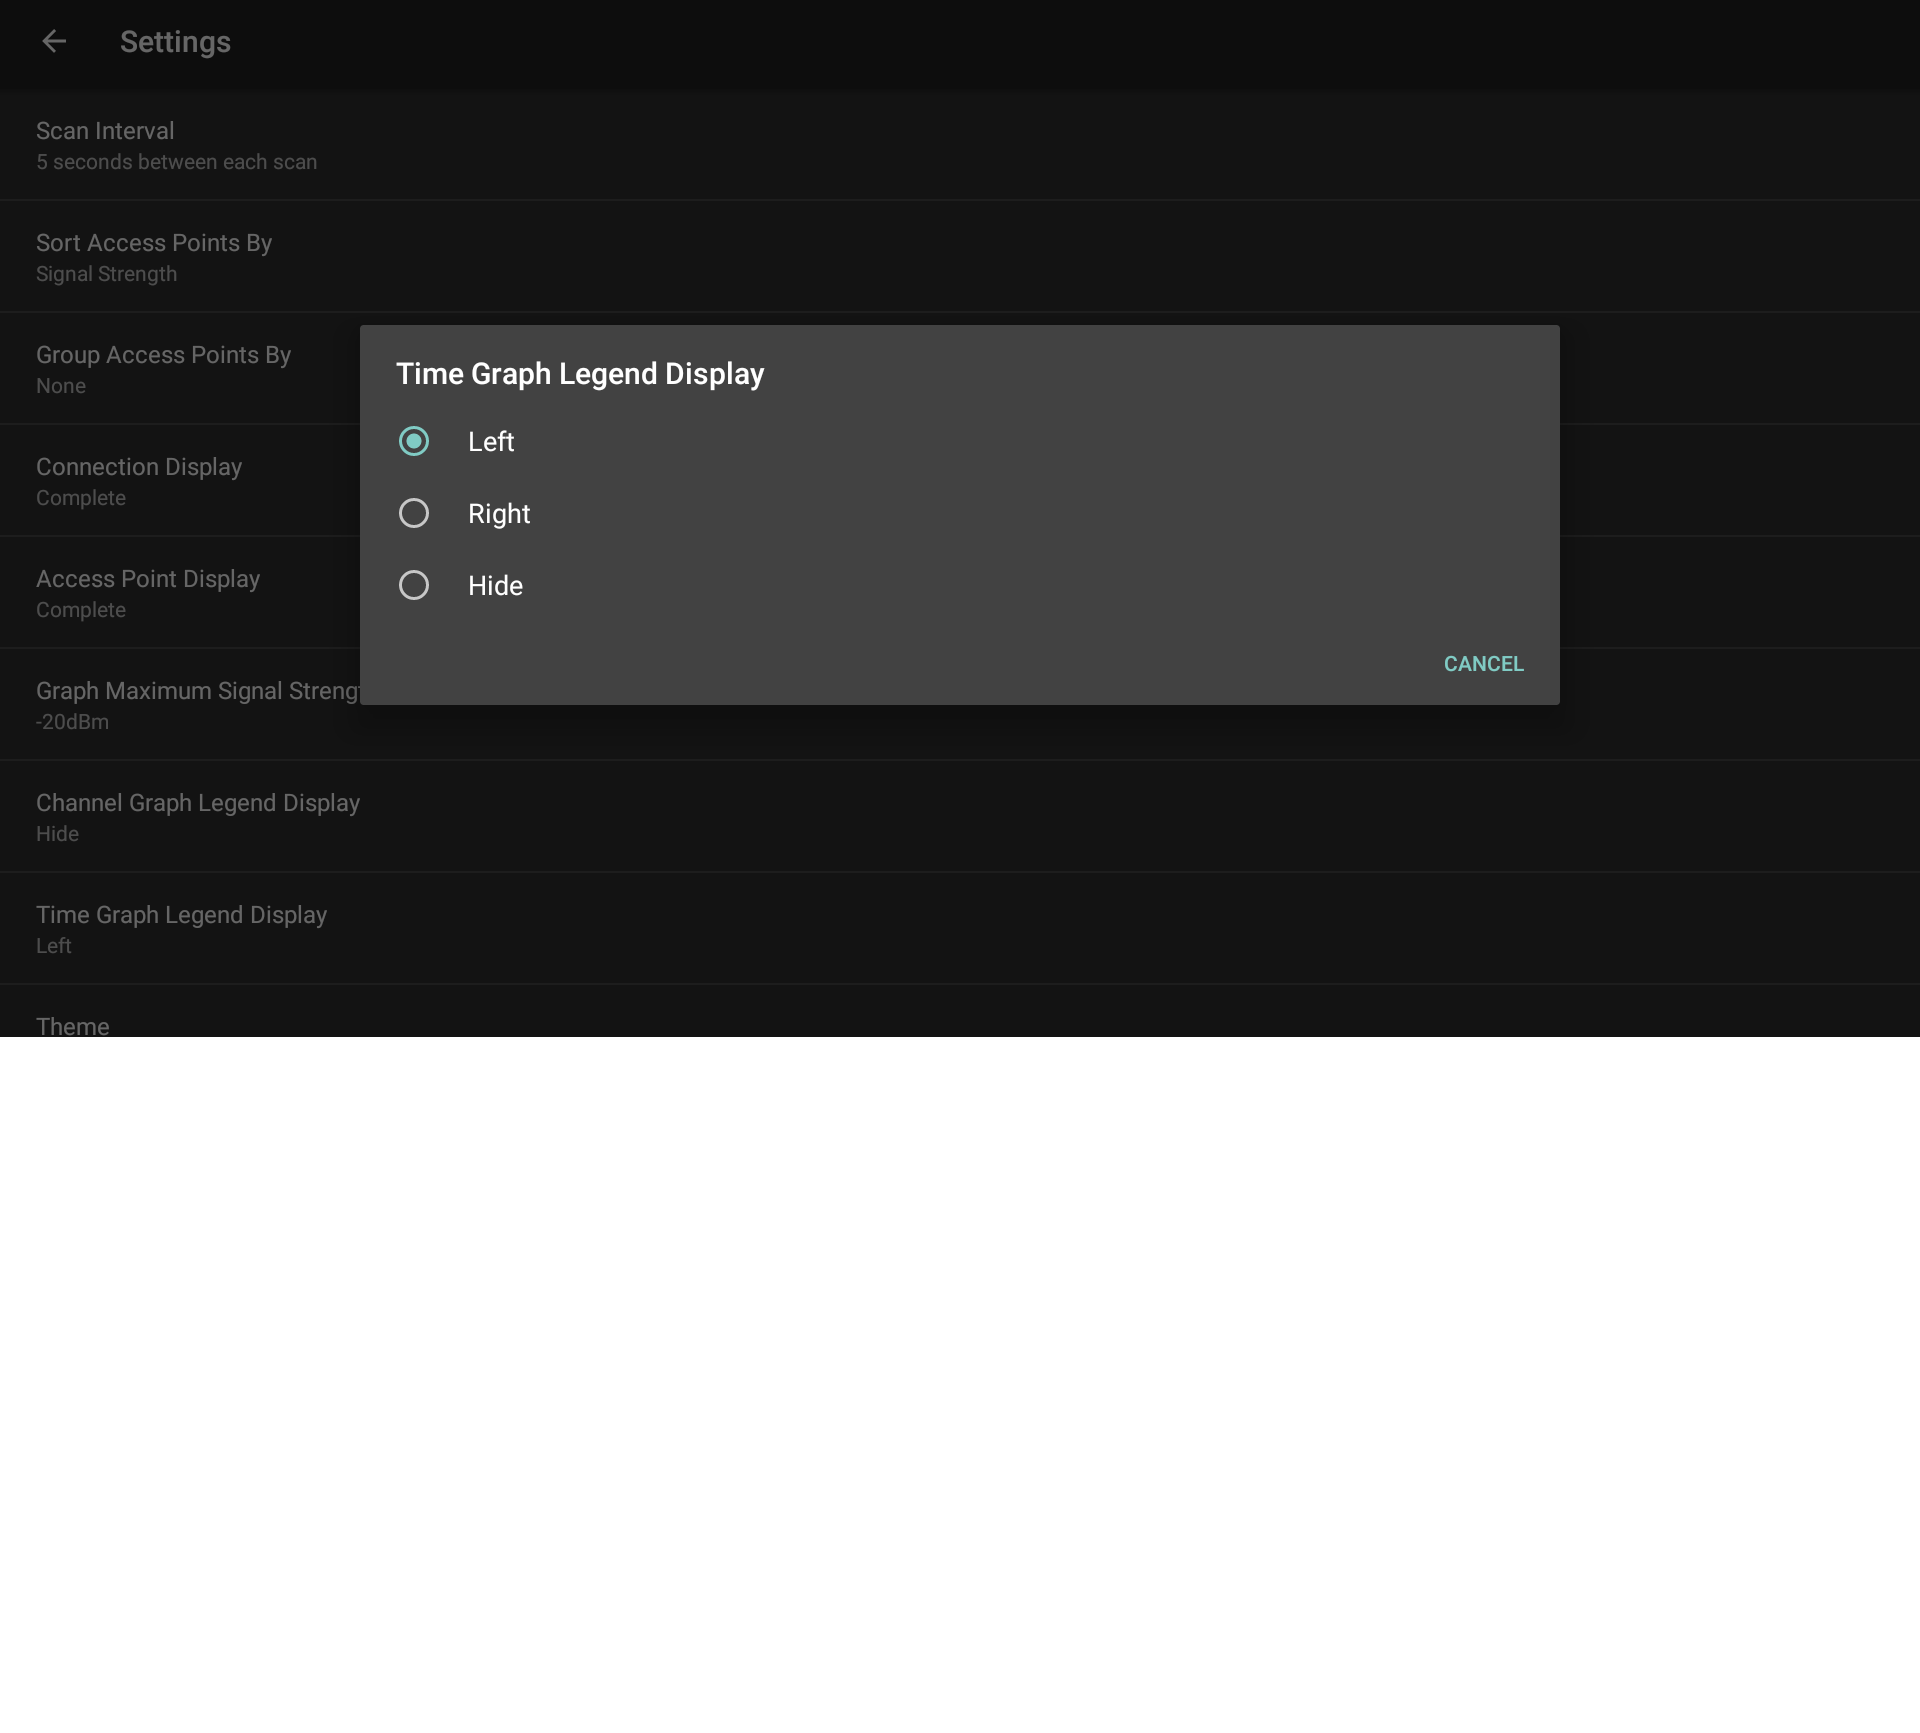 Settings
Scan Interval
5 seconds between each scan
Sort Access Points By
Signal Strength
Group Access Points By
None
Connection Display
Complete
Access Point Display
Complete
Graph Maximum Signal
-20dBm
Channel Graph Legend Display
Hide
Time Graph Legend Display
Left
Theme
Time Graph Legend Display
Left
Right
Hide
CANCEL